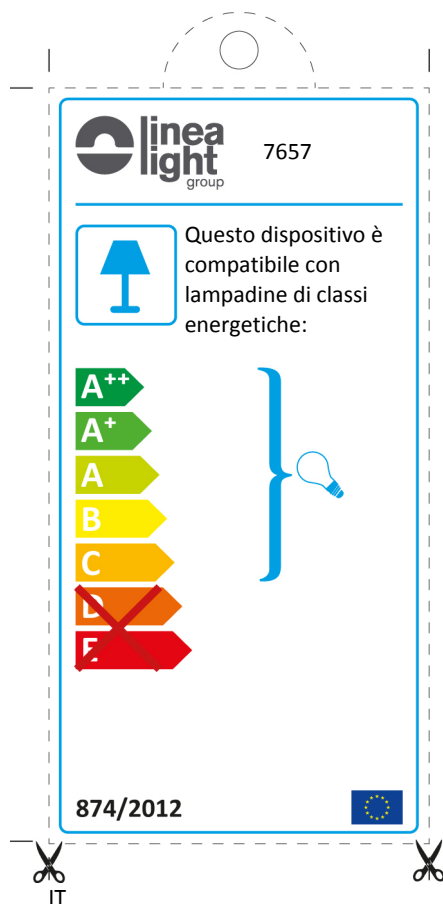 linea
light
group
7657
Questo dispositivo è
compatibile con
lampadine di classi
energetiche:
A++
A+
A
B
C
D
E
874/2012
IT